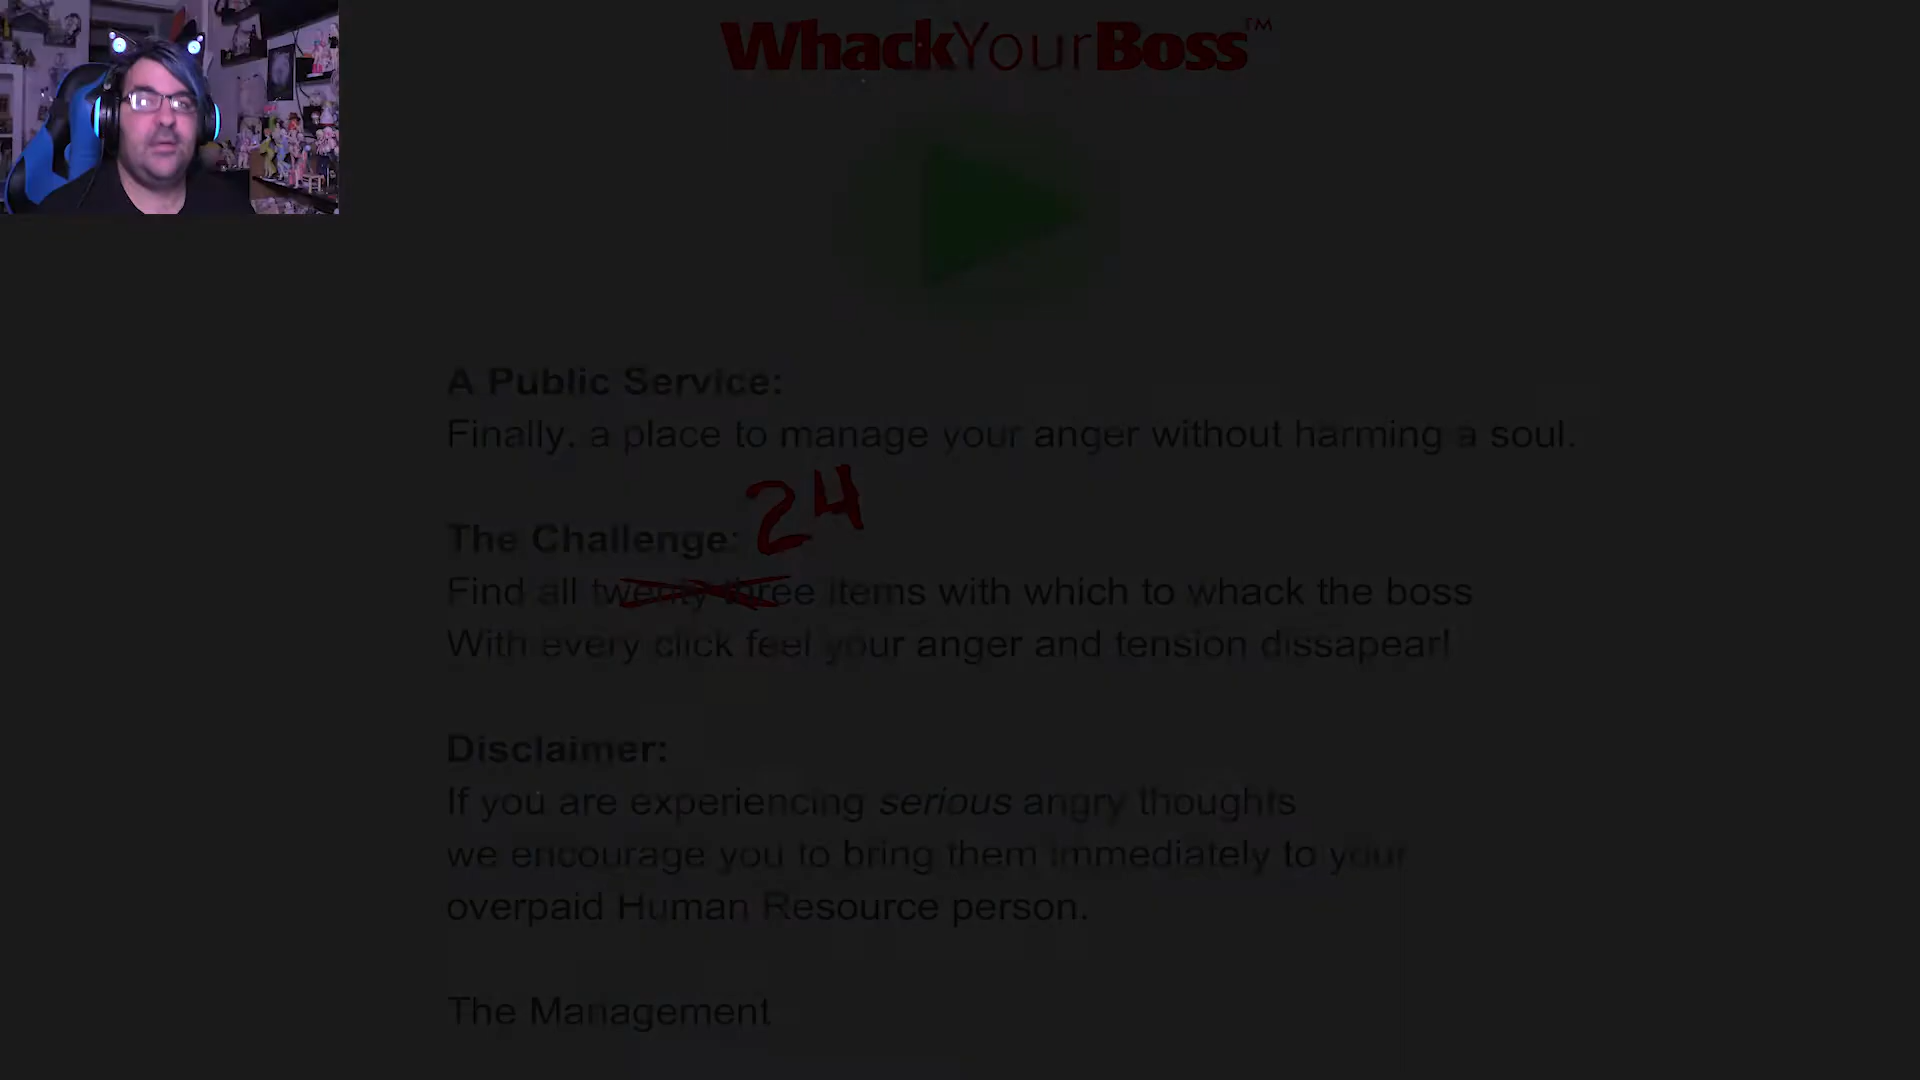 WhackYourBoss™
A Public Service:
Finally, a place to manage your anger without harming a soul.
24
The Challenge:
Find all twenty three items with which to whack the boss
With every click feel your anger and tension dissapear!
Disclaimer:
If you are experiencing serious angry thoughts
we encourage you to bring them immediately to your
overpaid Human Resource person.
The Management